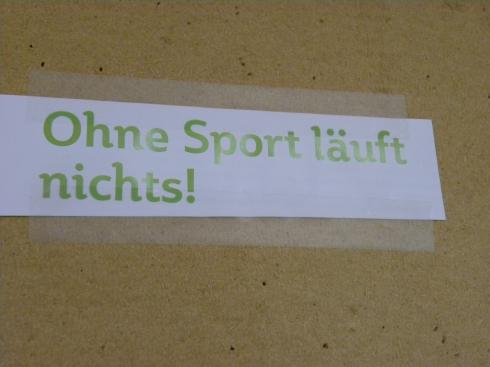 Ohne Sport läuft
nichts!